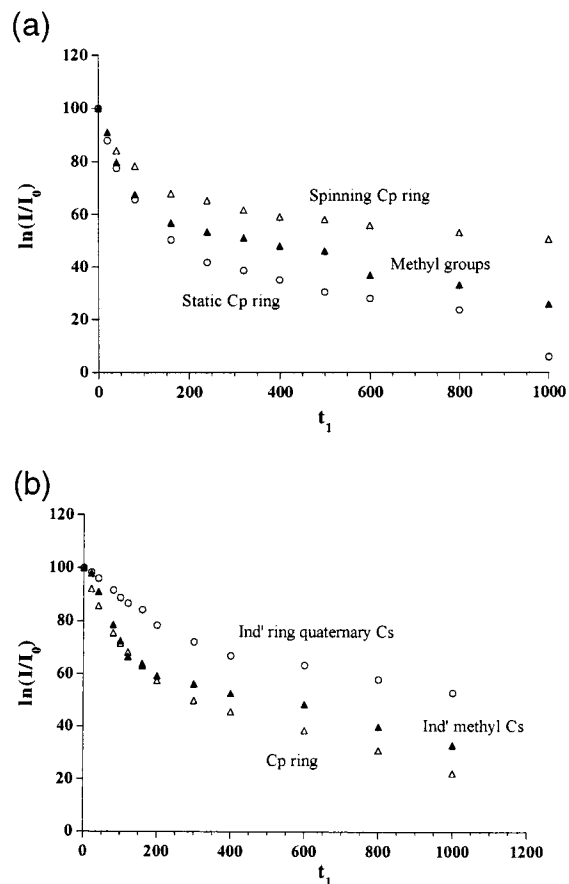 (a)
120
100
80
60
40
20
0
ln(I/I0)
Spinning Cp ring
Methyl groups
Static Cp ring
0 200 400 600 800 1000
t1
(b)
120
100
80
60
40
20
0
ln(I/I0)
Ind' ring quaternary Cs
Ind' methyl Cs
Cp ring
0 200 400 600 800 1000 1200
t1